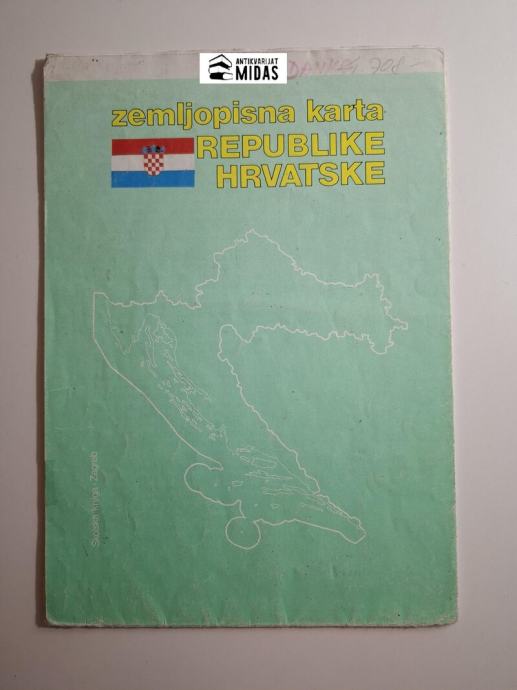 ANTIKVARIJAT
MIDAS
zemljopisna karta
REPUBLIKE
HRVATSKE
Školska knjiga - Zagreb